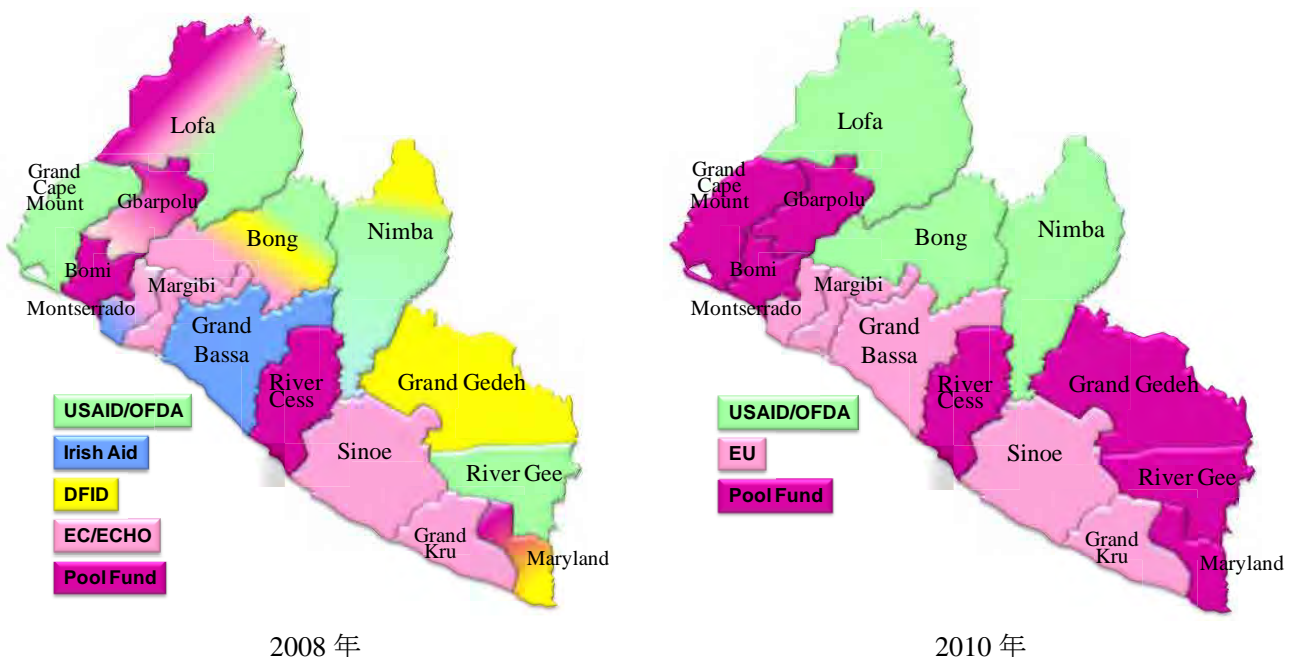 Lofa
Grand
Cape
Mount
Gbarpolu
Bong
Nimba
Bomi
Margibi
Montserrado
Grand
Bassa
River
Cess
Grand Gedeh
Sinoe
River Gee
Grand
Kru
Maryland
USAID/OFDA
Irish Aid
DFID
EC/ECHO
Pool Fund
2008 年
Lofa
Grand
Cape
Mount
Gbarpolu
Bong
Nimba
Bomi
Margibi
Montserrado
Grand
Bassa
River
Cess
Grand Gedeh
Sinoe
River Gee
Grand
Kru
Maryland
USAID/OFDA
EU
Pool Fund
2010 年